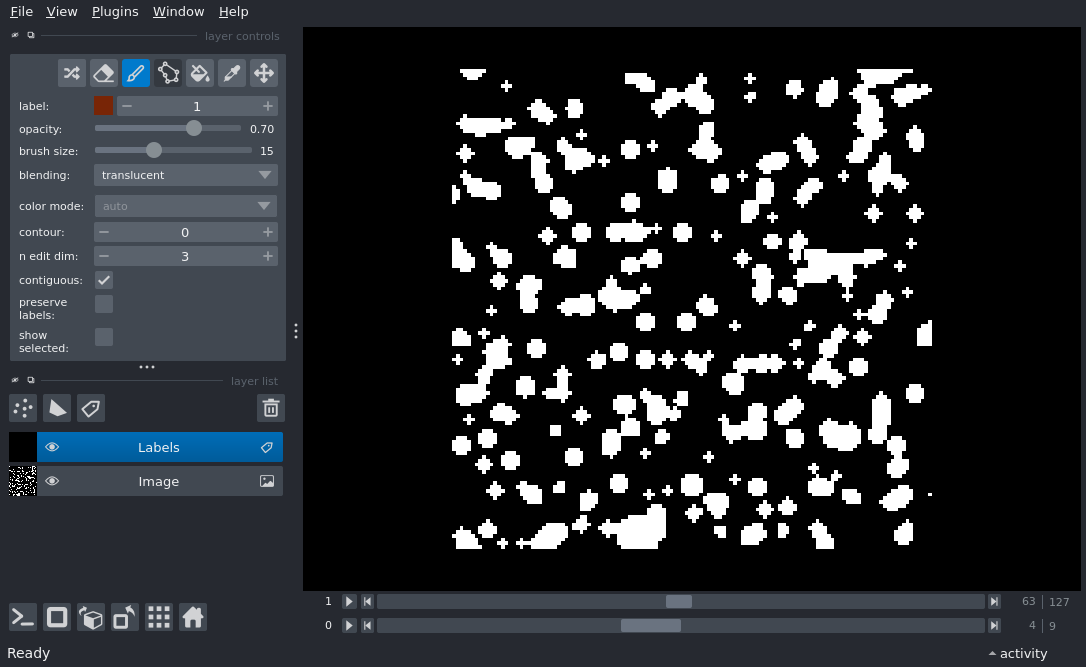 File View Plugins Window Help
layer controls
label: 1
opacity: 0.70
brush size: 15
blending: translucent
color mode: auto
contour: 0
n edit dim: 3
contiguous:
preserve
labels:
show
selected:
layer list
Labels
Image
1 63 127
0 4 9
Ready activity